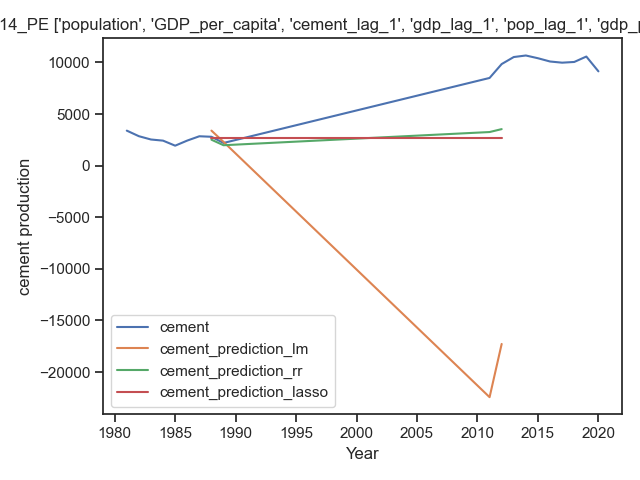 14_PE ['population', 'GDP_per_capita', 'cement_lag_1', 'gdp_lag_1', 'pop_lag_1', 'gdp_p
10000
5000
0
−5000
−10000
−15000
−20000
cement production
cement
cement_prediction_lm
cement_prediction_rr
cement_prediction_lasso
1980 1985 1990 1995 2000 2005 2010 2015 2020
Year